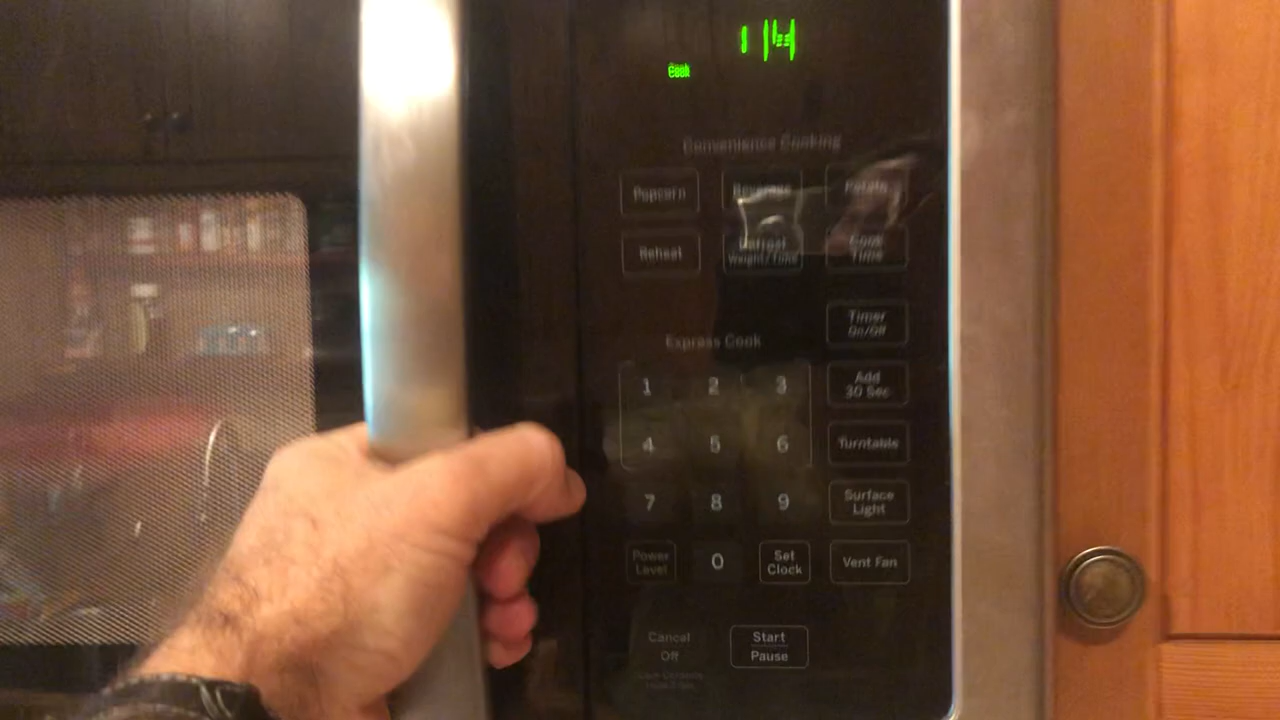 Cook
Convenience Cooking
Popcorn
Beverage
Potato
Reheat
Defrost
Weight/Time
Cook
Time
Timer
On/Off
Express Cook
1 2 3
Add
30 Sec
4 5 6
Turntable
7 8 9
Surface
Light
Power
Level
0
Set
Clock
Vent Fan
Cancel
Off
Start
Pause